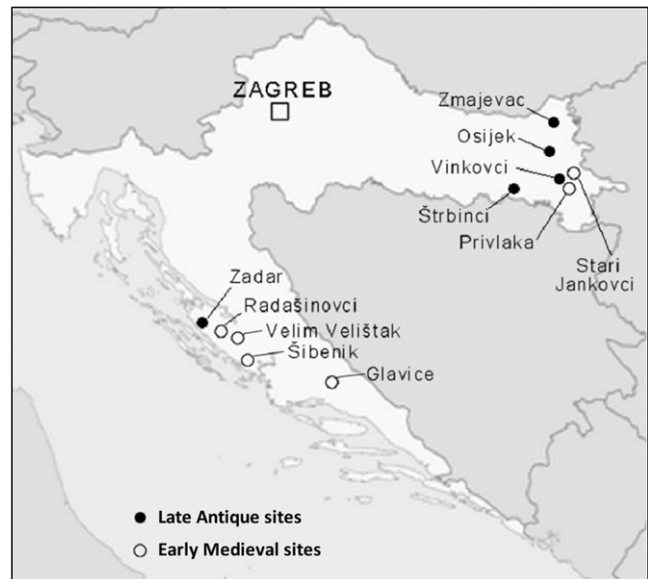 ZAGREB
Zmajevac
Osijek
Vinkovci
Štrbinci
Privlaka
Stari
Jankovci
Zadar
Radašinovci
Velim Velištak
Šibenik
Glavice
Late Antique sites
Early Medieval sites